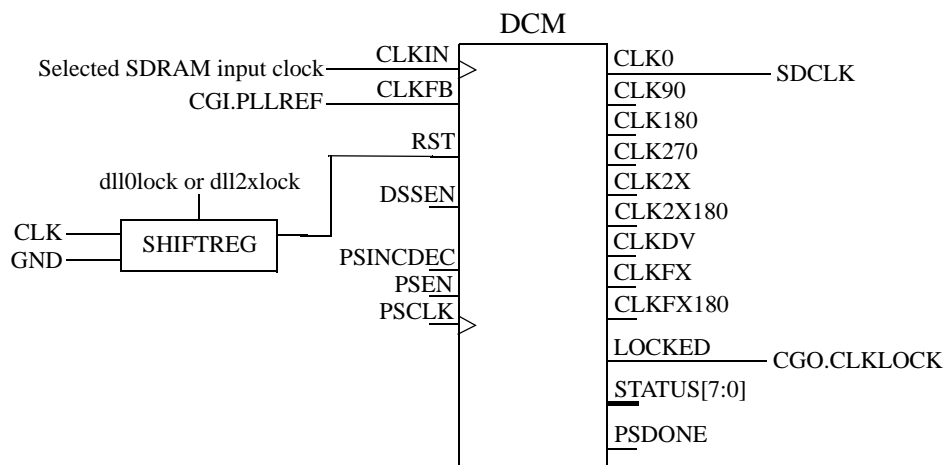 DCM
CLKIN
Selected SDRAM input clock
CLKFB
CGI.PLLREF
RST
dll0lock or dll2xlock
DSSEN
CLK
SHIFTREG
GND
PSINCDEC
PSEN
PSCLK
CLK0
SDCLK
CLK90
CLK180
CLK270
CLK2X
CLK2X180
CLKDV
CLKFX
CLKFX180
LOCKED
CGO.CLKLOCK
STATUS[7:0]
PSDONE